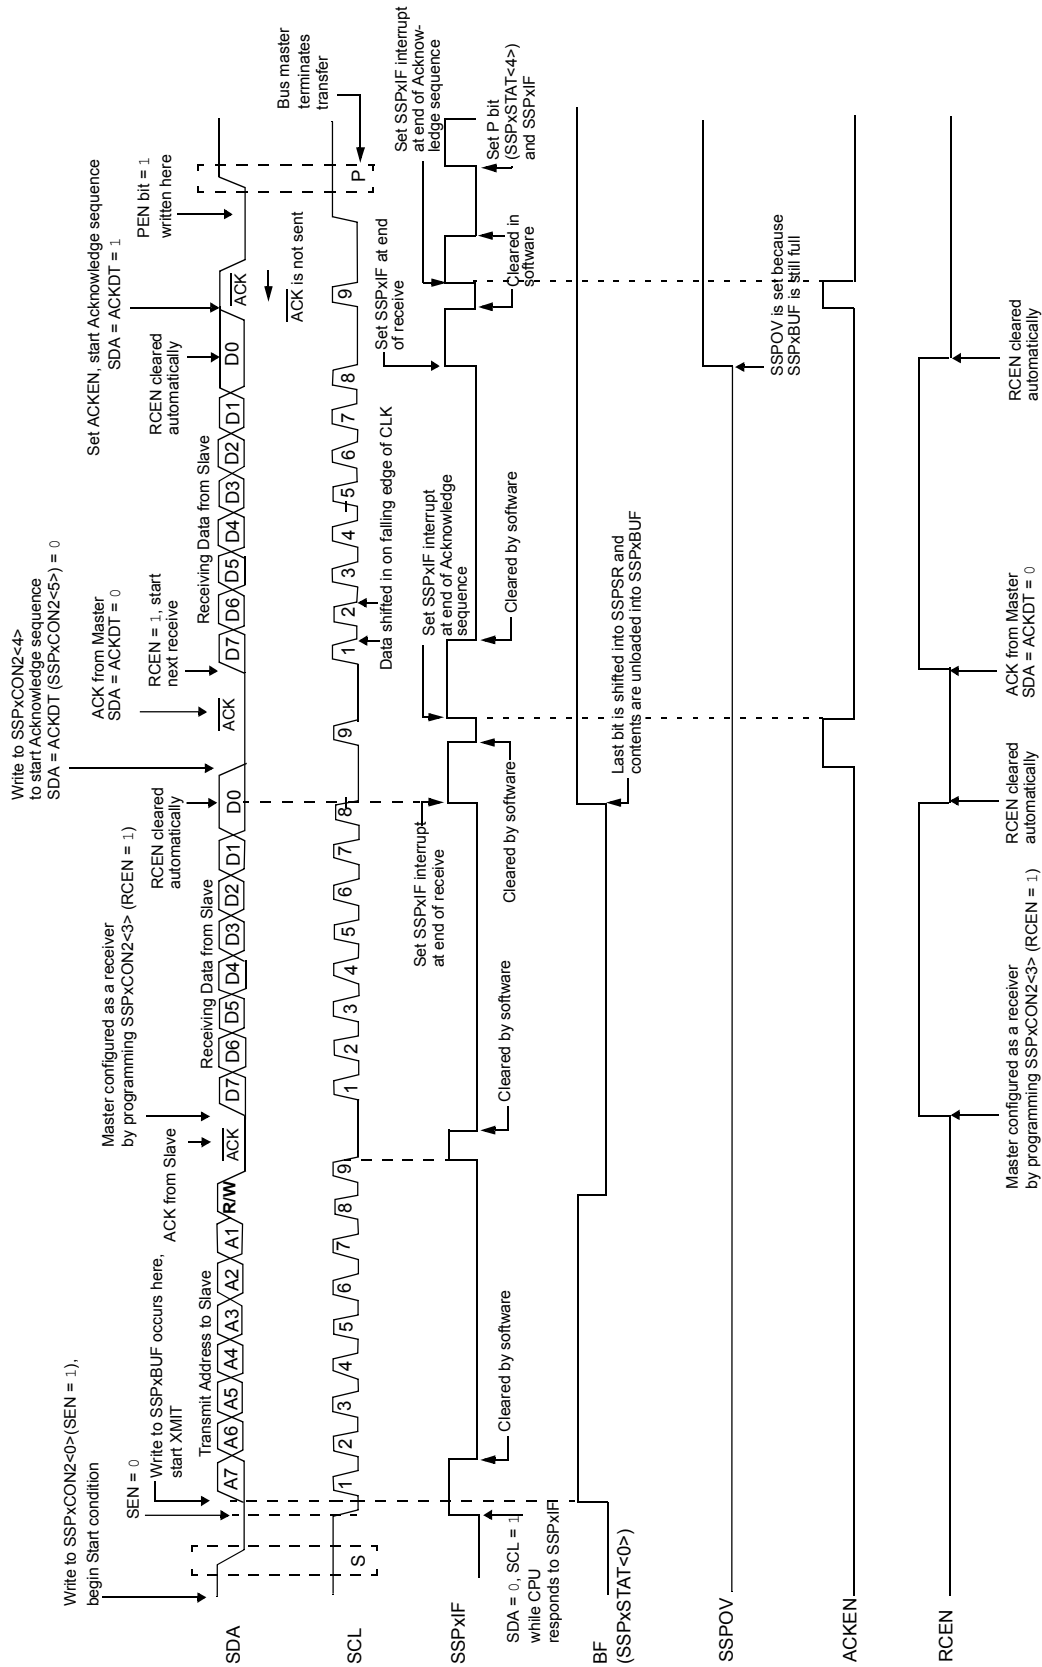 Write to SSPxCON2<0>(SEN = 1),
begin Start condition
SEN = 0
Write to SSPxBUF occurs here,
start XMIT
ACK from Slave
Master configured as a receiver
by programming SSPxCON2<3> (RCEN = 1)
RCEN cleared
automatically
Write to SSPxCON2<4>
to start Acknowledge sequence
SDA = ACKDT (SSPxCON2<5>) = 0
ACK from Master
SDA = ACKDT = 0
RCEN = 1, start
next receive
RCEN cleared
automatically
Set ACKEN, start Acknowledge sequence
SDA = ACKDT = 1
PEN bit = 1
written here
Transmit Address to Slave
Receiving Data from Slave
Receiving Data from Slave
SDA
A7 A6 A5 A4 A3 A2 A1 R/W ACK D7 D6 D5 D4 D3 D2 D1 D0 ACK D7 D6 D5 D4 D3 D2 D1 D0 ACK
ACK is not sent
Bus master
terminates
transfer
SCL
S 1 2 3 4 5 6 7 8 9 1 2 3 4 5 6 7 8 9 1 2 3 4 5 6 7 8 9 P
Data shifted in on falling edge of CLK
Set SSPxIF at end
of receive
Set SSPxIF interrupt
at end of Acknow-
ledge sequence
Set SSPxIF interrupt
at end of Acknowledge
sequence
Set SSPxIF interrupt
at end of receive
SSPxIF
SDA = 0, SCL = 1
while CPU
responds to SSPxIF
Cleared by software
Cleared by software
Cleared by software
Cleared by software
Cleared in
software
Set P bit
(SSPxSTAT<4>)
and SSPxIF
BF
(SSPxSTAT<0>)
Last bit is shifted into SSPSR and
contents are unloaded into SSPxBUF
SSPOV
SSPOV is set because
SSPxBUF is still full
ACKEN
RCEN
Master configured as a receiver
by programming SSPxCON2<3> (RCEN = 1)
RCEN cleared
automatically
ACK from Master
SDA = ACKDT = 0
RCEN cleared
automatically